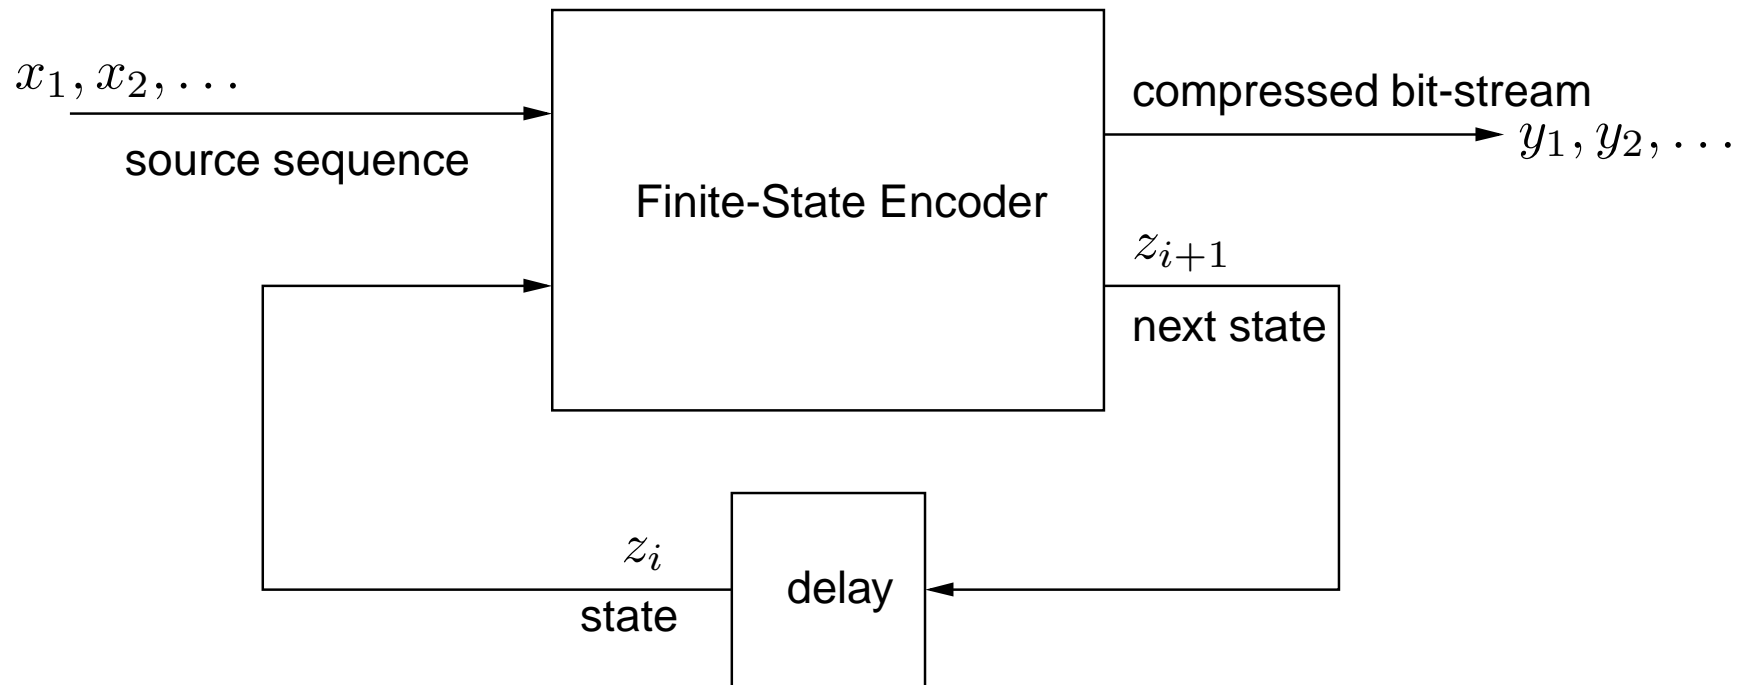 x₁, x₂, …
source sequence
Finite-State Encoder
compressed bit-stream
y₁, y₂, …
zᵢ₊₁
next state
zᵢ
state
delay